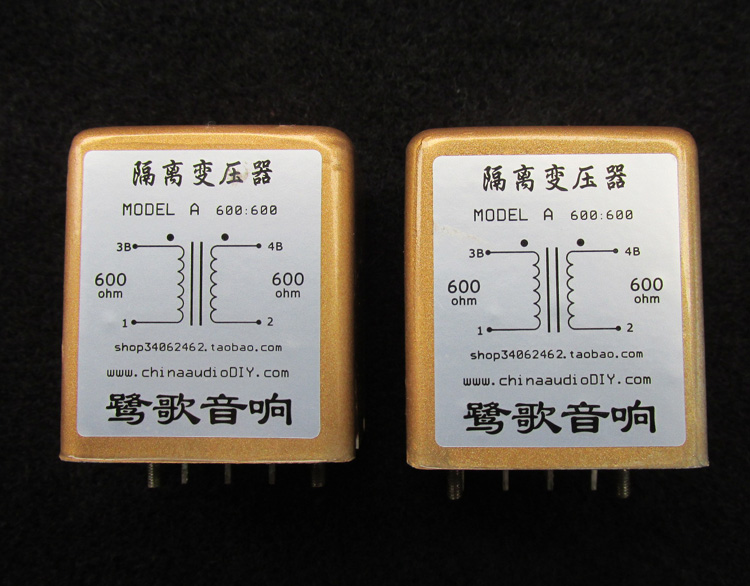 隔离变压器
MODEL A 600:600
3B 4B
600 ohm 600 ohm
1 2
shop34062462.taobao.com
www.chinaaudioDIY.com
鹭歌音响
隔离变压器
MODEL A 600:600
3B 4B
600 ohm 600 ohm
1 2
shop34062462.taobao.com
www.chinaaudioDIY.com
鹭歌音响